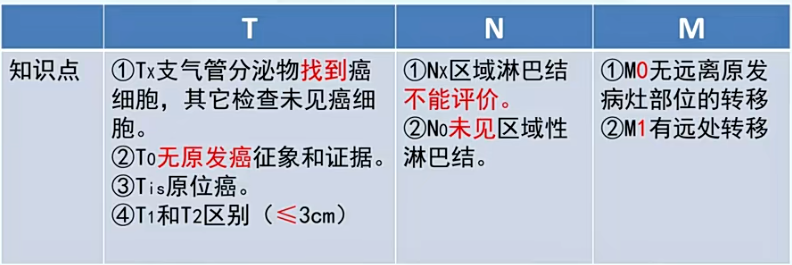 T
N
M
知识点
①Tx支气管分泌物找到癌
细胞，其它检查未见癌细
胞。
②T0无原发癌征象和证据。
③Tis原位癌。
④T1和T2区别（≤3cm）
①Nx区域淋巴结
不能评价。
②N0未见区域性
淋巴结。
①M0无远离原发
病灶部位的转移
②M1有远处转移